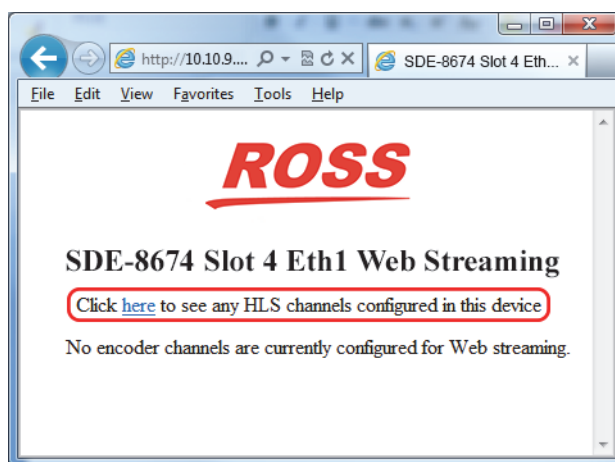 http://10.10.9....
SDE-8674 Slot 4 Eth...
File Edit View Favorites Tools Help
ROSS
SDE-8674 Slot 4 Eth1 Web Streaming
Click here to see any HLS channels configured in this device
No encoder channels are currently configured for Web streaming.